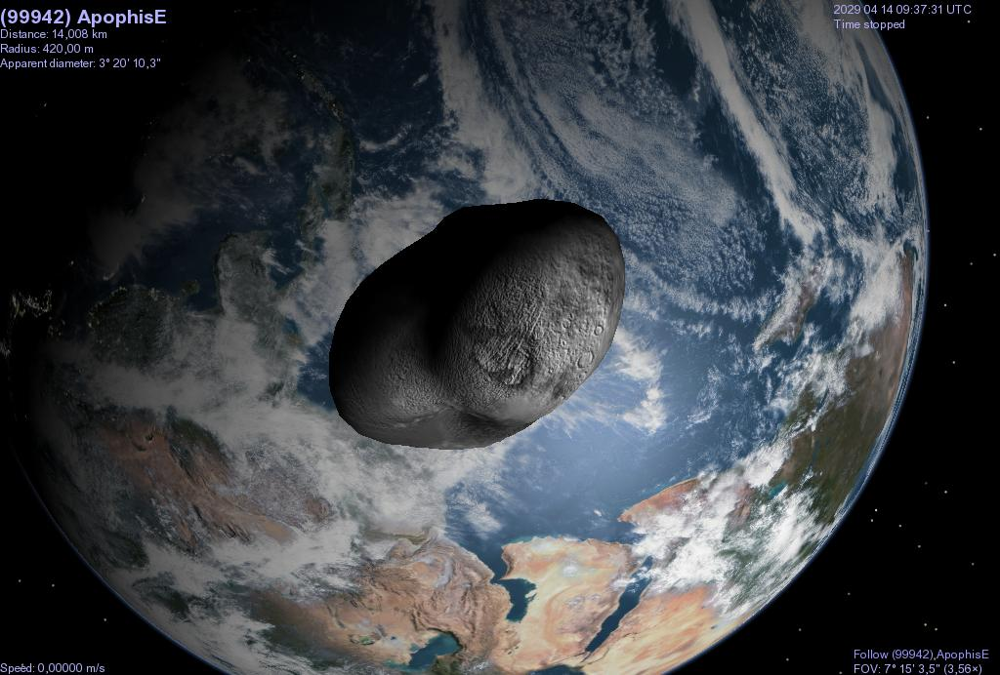 (99942) ApophisE
Distance: 14,008 km
Radius: 420,00 m
Apparent diameter: 3° 20' 10,3"
2029 04 14 09:37:31 UTC
Time stopped
Speed: 0,00000 m/s
Follow (99942),ApophisE
FOV: 7° 15' 3,5" (3,56×)